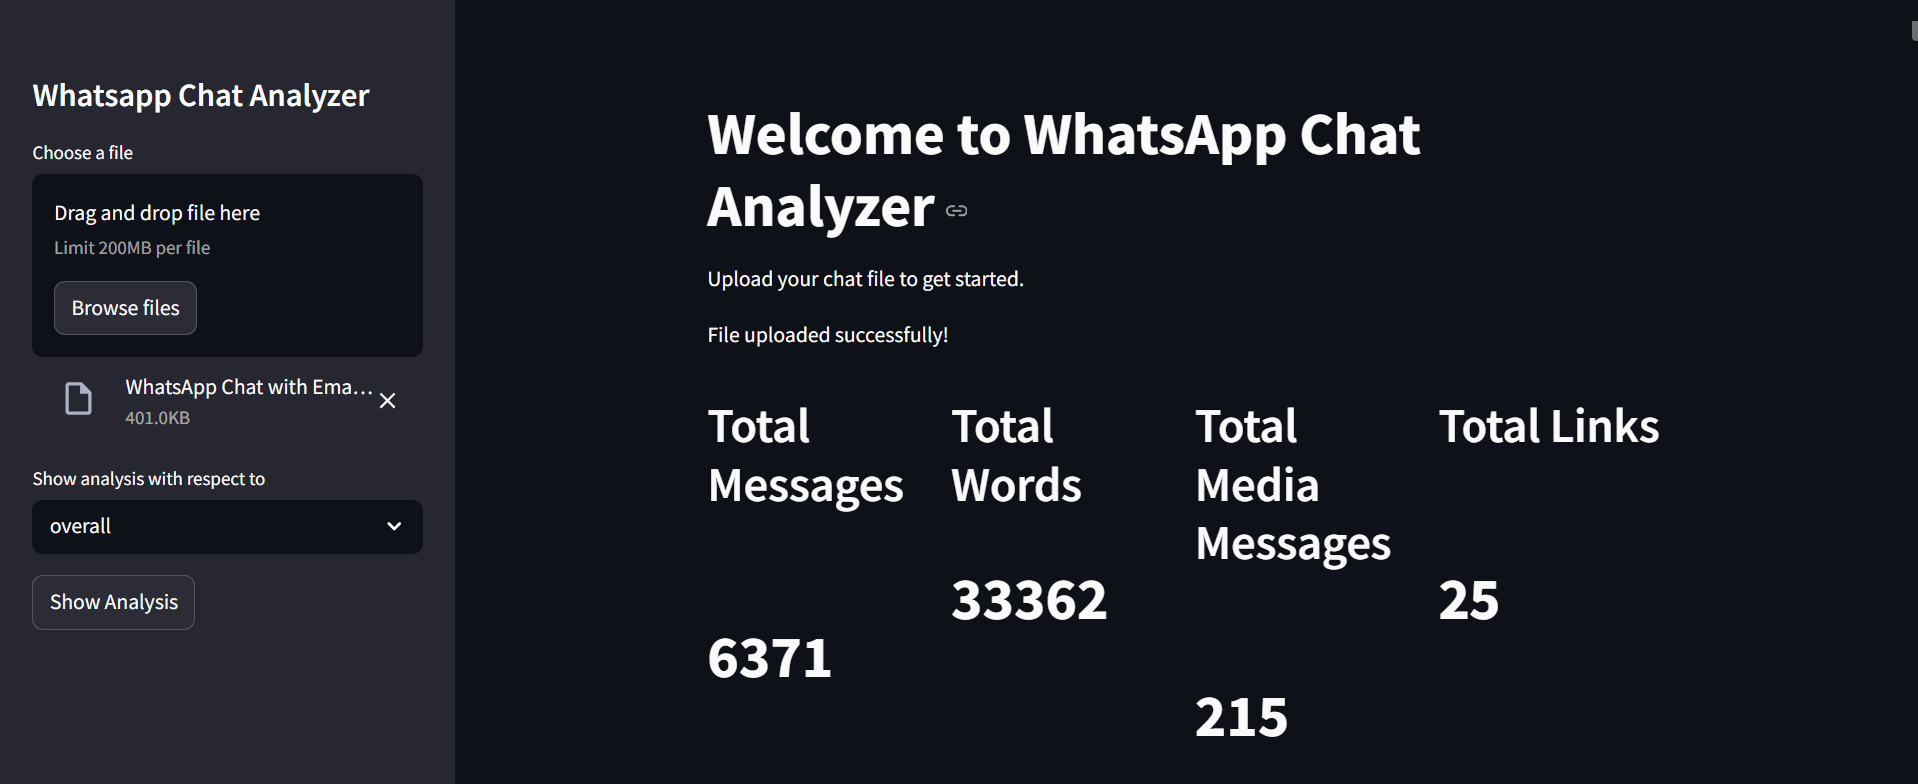 Whatsapp Chat Analyzer
Choose a file
Drag and drop file here
Limit 200MB per file
Browse files
WhatsApp Chat with Ema...
401.0KB
Show analysis with respect to
overall
Show Analysis
Welcome to WhatsApp Chat
Analyzer
Upload your chat file to get started.
File uploaded successfully!
Total
Messages
6371
Total
Words
33362
Total
Media
Messages
215
Total Links
25